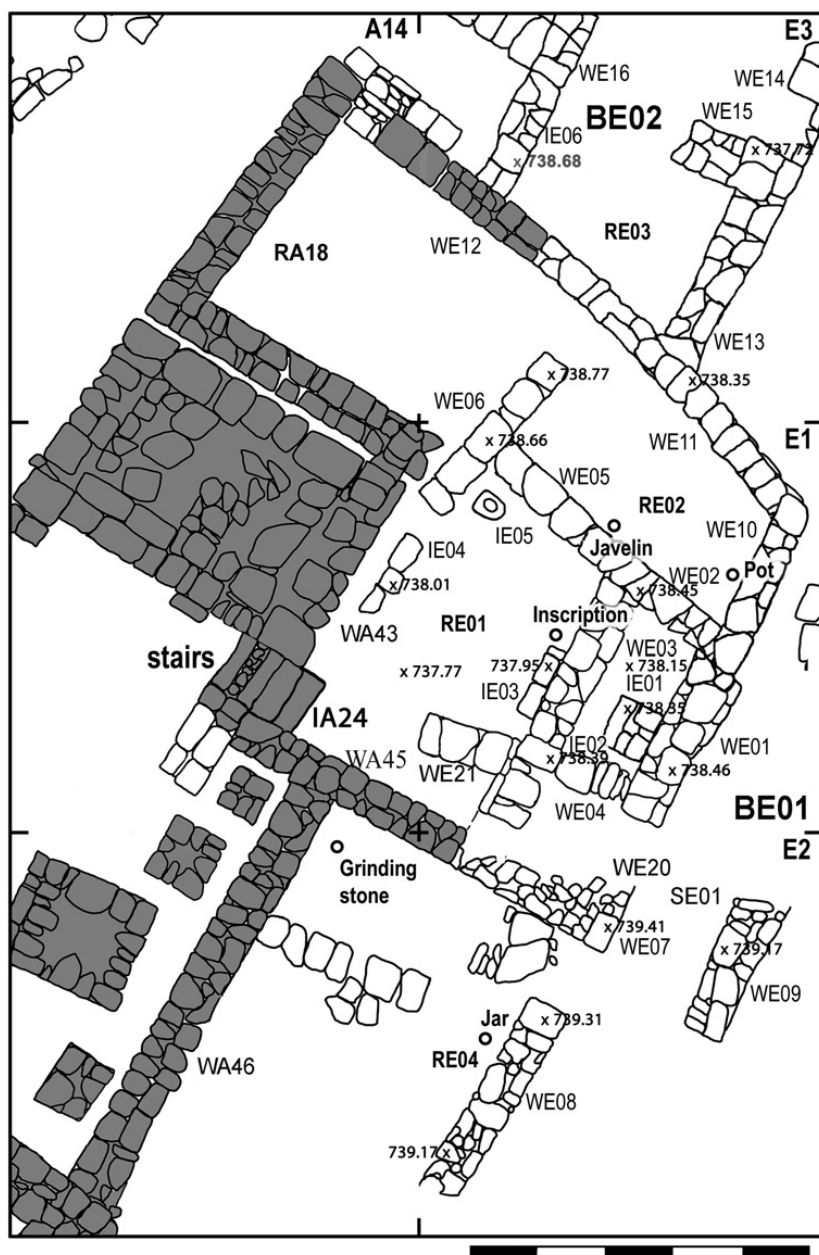 A14
E3
WE16
WE14
BE02
WE15
IE06
x 737.72
x 738.68
WE12
RE03
RA18
WE13
x 738.35
x 738.77
WE06
x 738.66
WE11
E1
WE05
RE02
WE10
IE05
Javelin
IE04
x 738.01
WE02
Pot
x 738.45
WA43
RE01
Inscription
stairs
WE03
737.95 x
x 738.15
x 737.77
IE03
IE01
x 738.35
IA24
WE01
WA45
WE21
IE02
x 738.39
x 738.46
WE04
BE01
E2
Grinding
stone
WE20
SE01
x 739.41
WE07
x 739.17
WE09
Jar
x 739.31
RE04
WA46
WE08
739.17 x